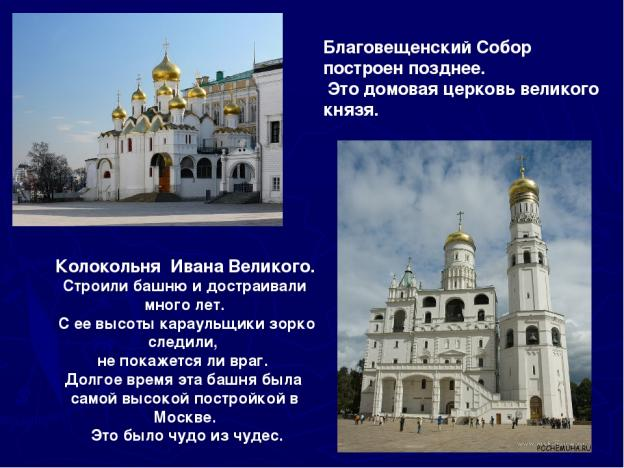 Благовещенский Собор
построен позднее.
Это домовая церковь великого
князя.
Колокольня Ивана Великого.
Строили башню и достраивали
много лет.
С ее высоты караульщики зорко
следили,
не покажется ли враг.
Долгое время эта башня была
самой высокой постройкой в
Москве.
Это было чудо из чудес.
POCHEMUHA.RU